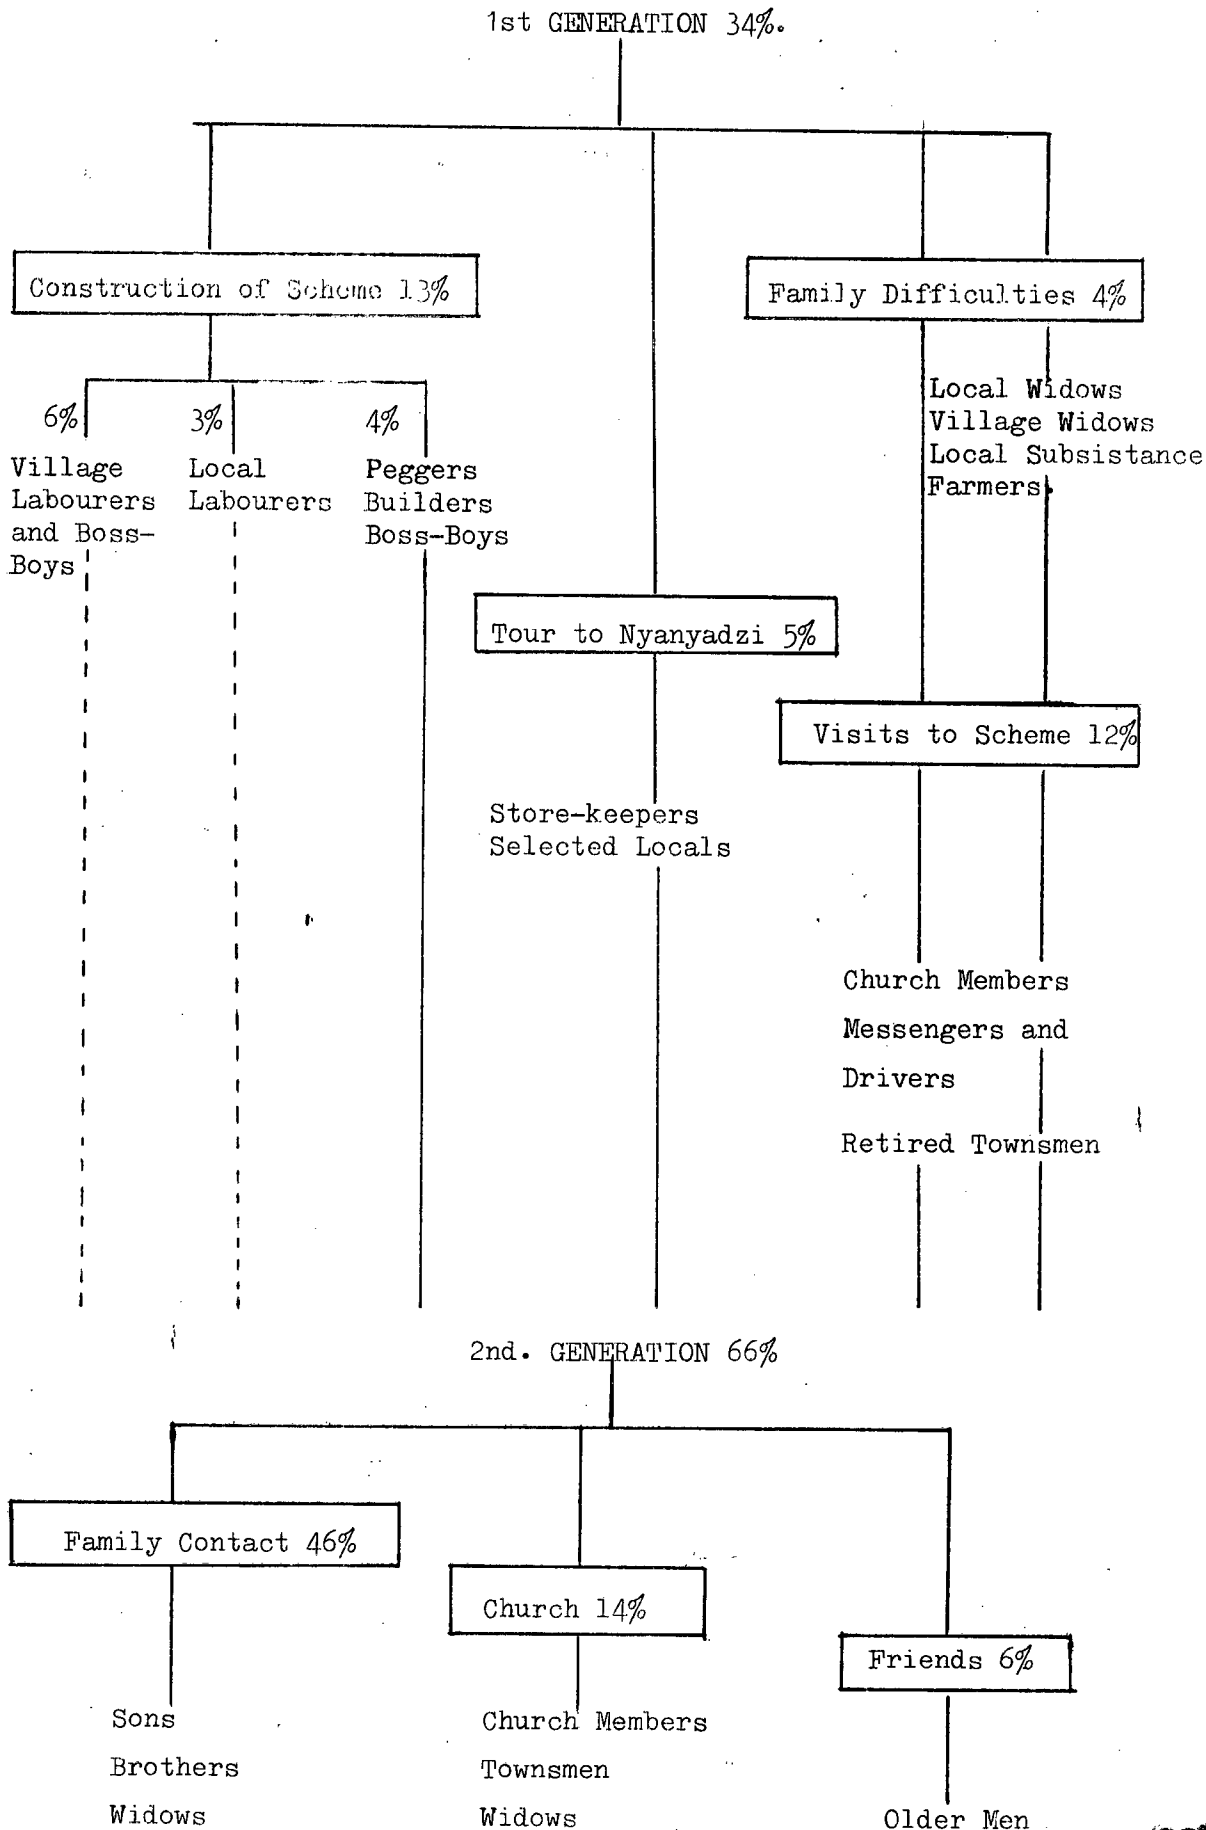 1st GENERATION 34%.
Construction of Scheme 13%
Family Difficulties 4%
6%
3%
4%
Village
Labourers
and Boss-
Boys
Local
Labourers
Peggers
Builders
Boss-Boys
Local Widows
Village Widows
Local Subsistance
Farmers.
Tour to Nyanyadzi 5%
Store-keepers
Selected Locals
Visits to Scheme 12%
Church Members
Messengers and
Drivers
Retired Townsmen
2nd. GENERATION 66%
Family Contact 46%
Sons
Brothers
Widows
Church 14%
Church Members
Townsmen
Widows
Friends 6%
Older Men